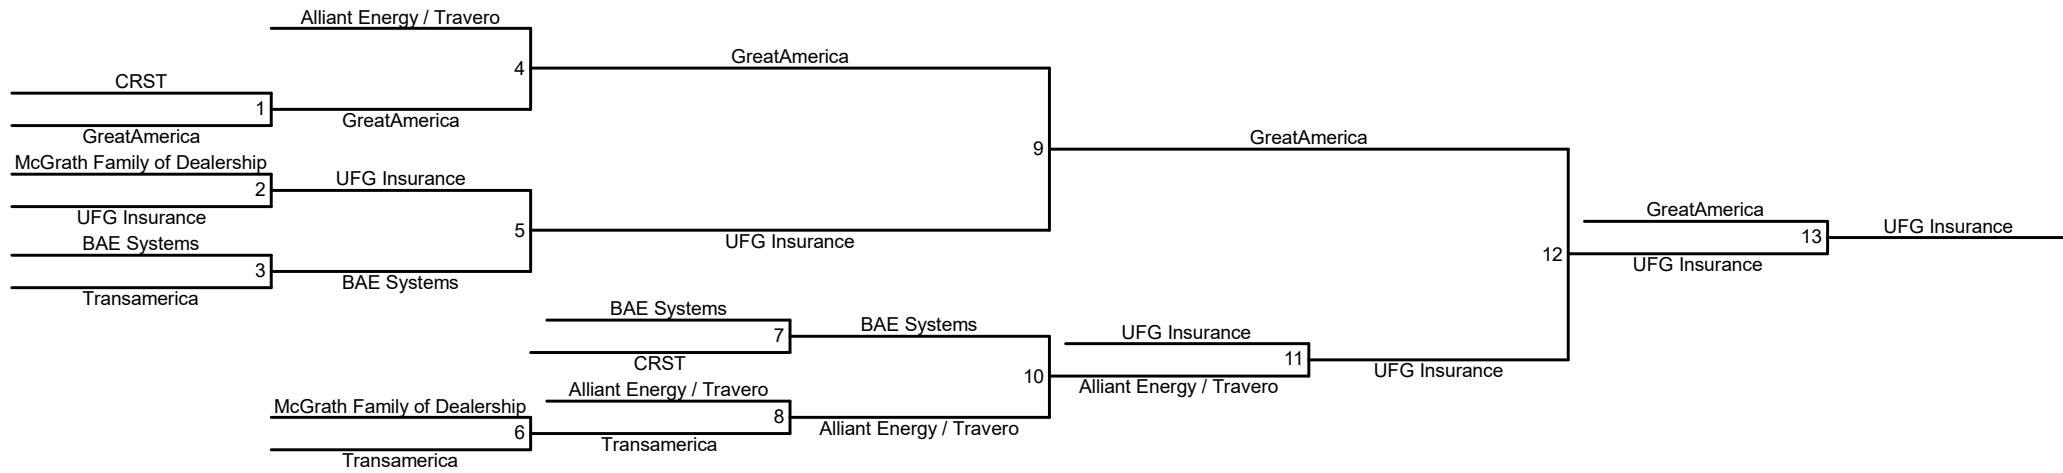 Alliant Energy / Travero
GreatAmerica
4
CRST
1
GreatAmerica
GreatAmerica
GreatAmerica
9
McGrath Family of Dealership
UFG Insurance
2
UFG Insurance
GreatAmerica
UFG Insurance
13
BAE Systems
5
UFG Insurance
12
UFG Insurance
3
BAE Systems
Transamerica
BAE Systems
BAE Systems
UFG Insurance
7
CRST
11
UFG Insurance
10
Alliant Energy / Travero
Alliant Energy / Travero
McGrath Family of Dealership
8
Alliant Energy / Travero
6
Transamerica
Transamerica